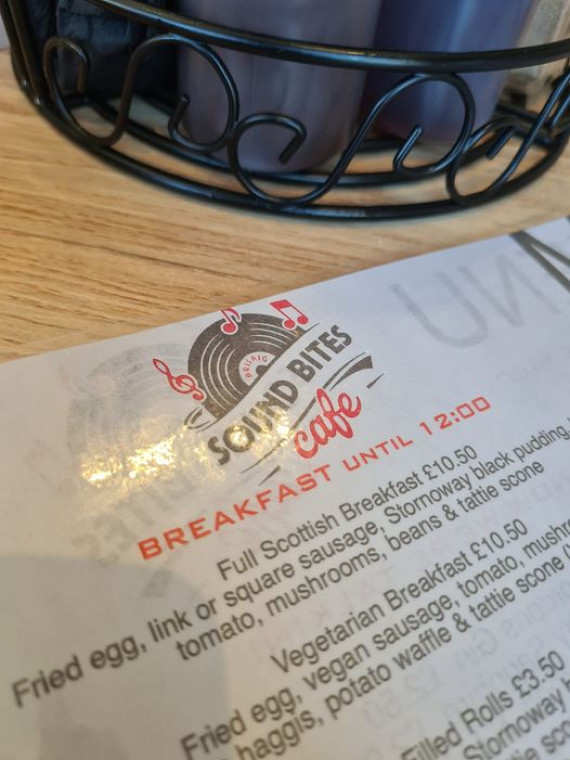 SOUND BITES
cafe
BREAKFAST UNTIL 12:00
Full Scottish Breakfast £10.50
Fried egg, link or square sausage, Stornoway black pudding,
tomato, mushrooms, beans & tattie scone
Vegetarian Breakfast £10.50
Fried egg, vegan sausage, tomato,
haggis, potato waffle & tattie scone
Filled Rolls £3.50
Stornoway
tattie